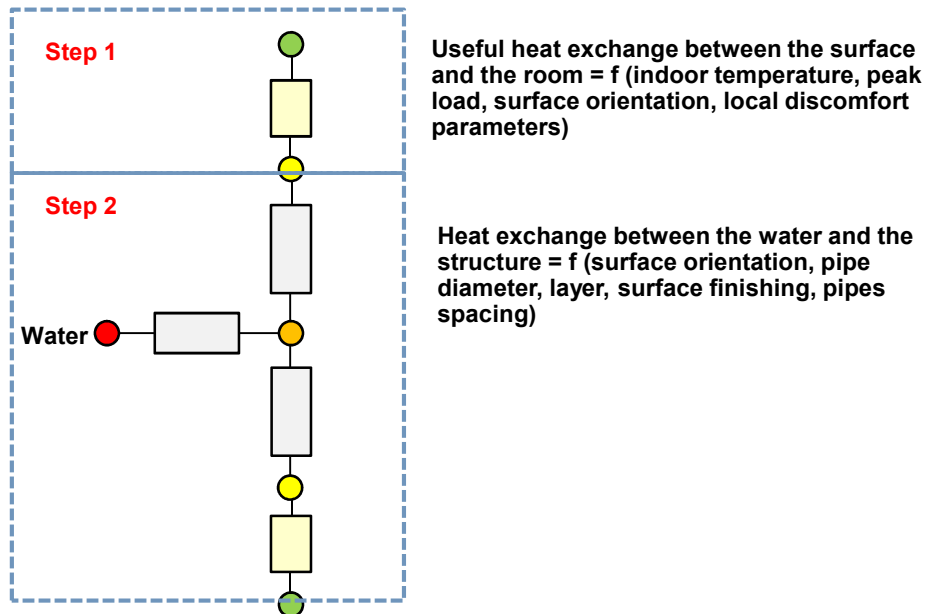 Step 1
Useful heat exchange between the surface
and the room = f (indoor temperature, peak
load, surface orientation, local discomfort
parameters)
Step 2
Heat exchange between the water and the
structure = f (surface orientation, pipe
diameter, layer, surface finishing, pipes
spacing)
Water